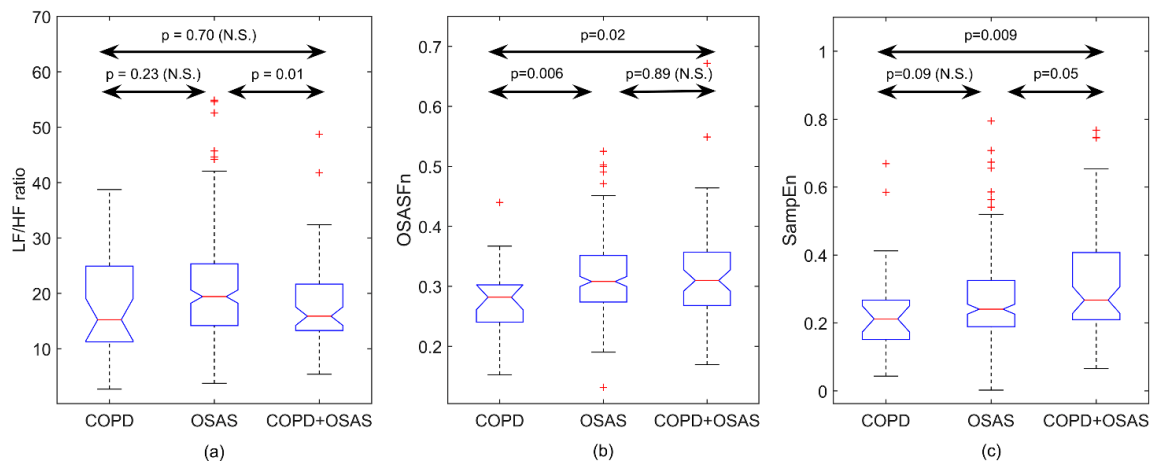 70
60
50
40
30
20
10
LF/HF ratio
p = 0.70 (N.S.)
p = 0.23 (N.S.)
p = 0.01
COPD
OSAS
COPD+OSAS
(a)
0.7
0.6
0.5
0.4
0.3
0.2
OSASFn
p=0.02
p=0.006
p=0.89 (N.S.)
COPD
OSAS
COPD+OSAS
(b)
1
0.8
0.6
0.4
0.2
0
SampEn
p=0.009
p=0.09 (N.S.)
p=0.05
COPD
OSAS
COPD+OSAS
(c)